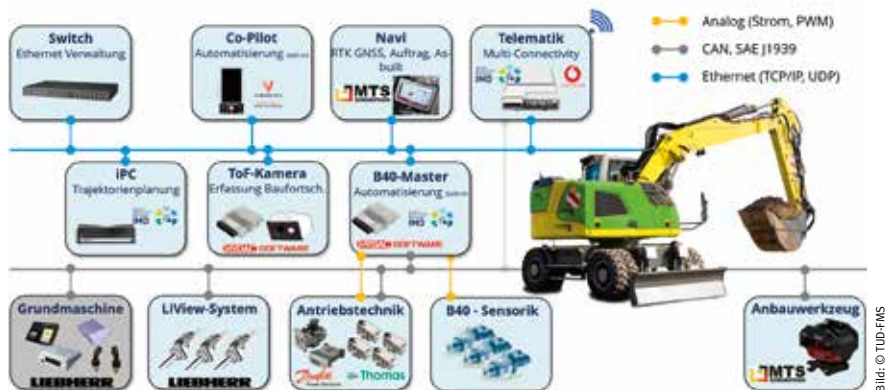 Switch
Ethernet Verwaltung
Co-Pilot
Automatisierung
Navi
RTK GNSS, Auftrag, As-
built
MTS
Telematik
Multi-Connectivity
Analog (Strom, PWM)
CAN, SAE J1939
Ethernet (TCP/IP, UDP)
iPC
Trajektorienplanung
ToF-Kamera
Erfassung Baufortsch.
HYDAC SOFTWARE
B40-Master
Automatisierung
HYDAC SOFTWARE
Grundmaschine
LIEBHERR
LiView-System
LIEBHERR
Antriebstechnik
Danfoss
Thomas
B40 - Sensorik
Anbauwerkzeug
MTS
Bild: © TUD-FMS